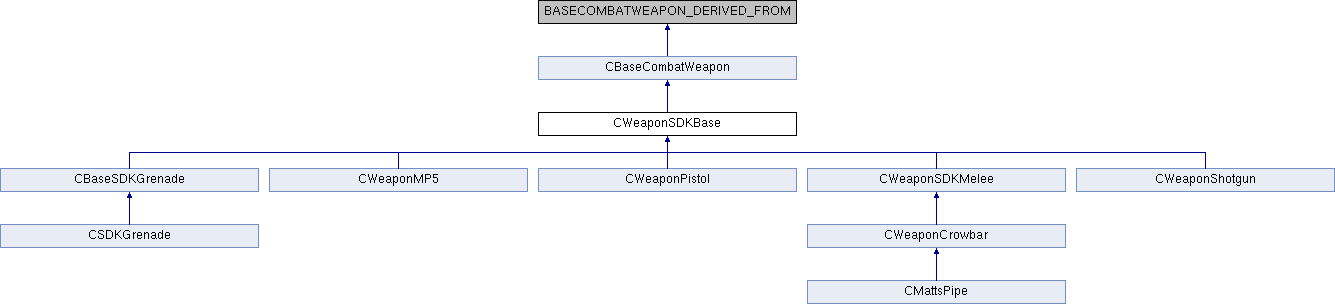 BASECOMBATWEAPON_DERIVED_FROM
CBaseCombatWeapon
CWeaponSDKBase
CBaseSDKGrenade CWeaponMP5 CWeaponPistol CWeaponSDKMelee CWeaponShotgun
CSDKGrenade CWeaponCrowbar
CMattsPipe